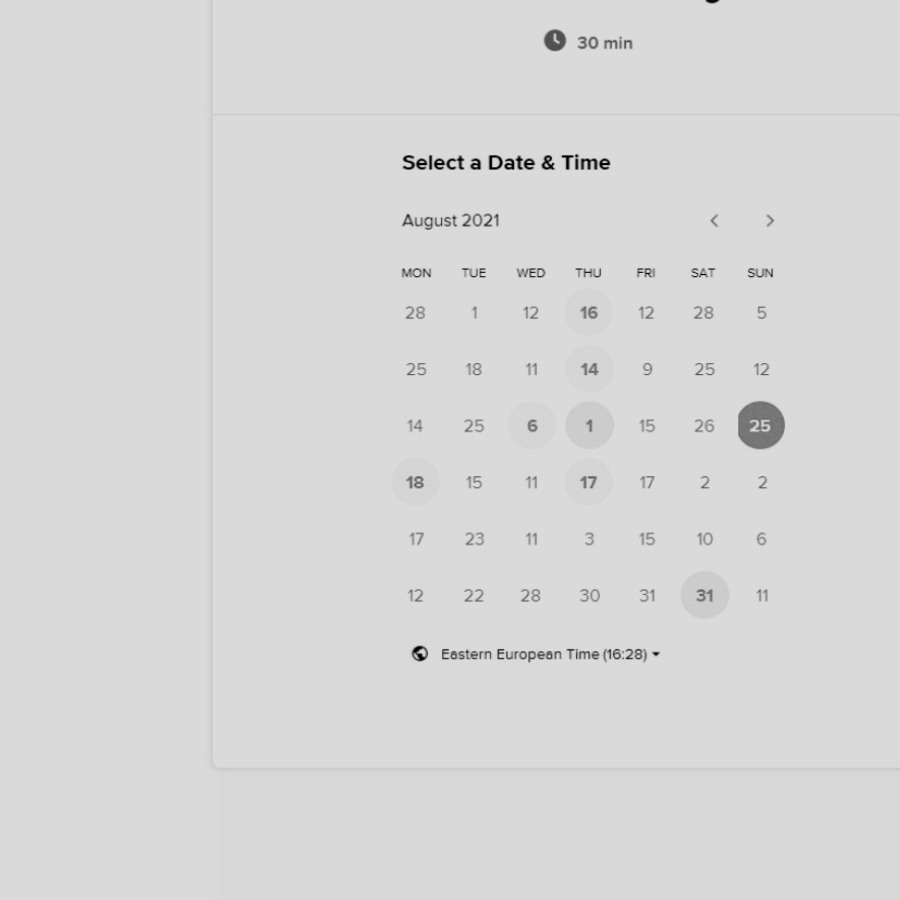 30 min
Select a Date & Time
August 2021
MON TUE WED THU FRI SAT SUN
28 1 12 16 12 28 5
25 18 11 14 9 25 12
14 25 6 1 15 26 25
18 15 11 17 17 2 2
17 23 11 3 15 10 6
12 22 28 30 31 31 11
Eastern European Time (16:28)